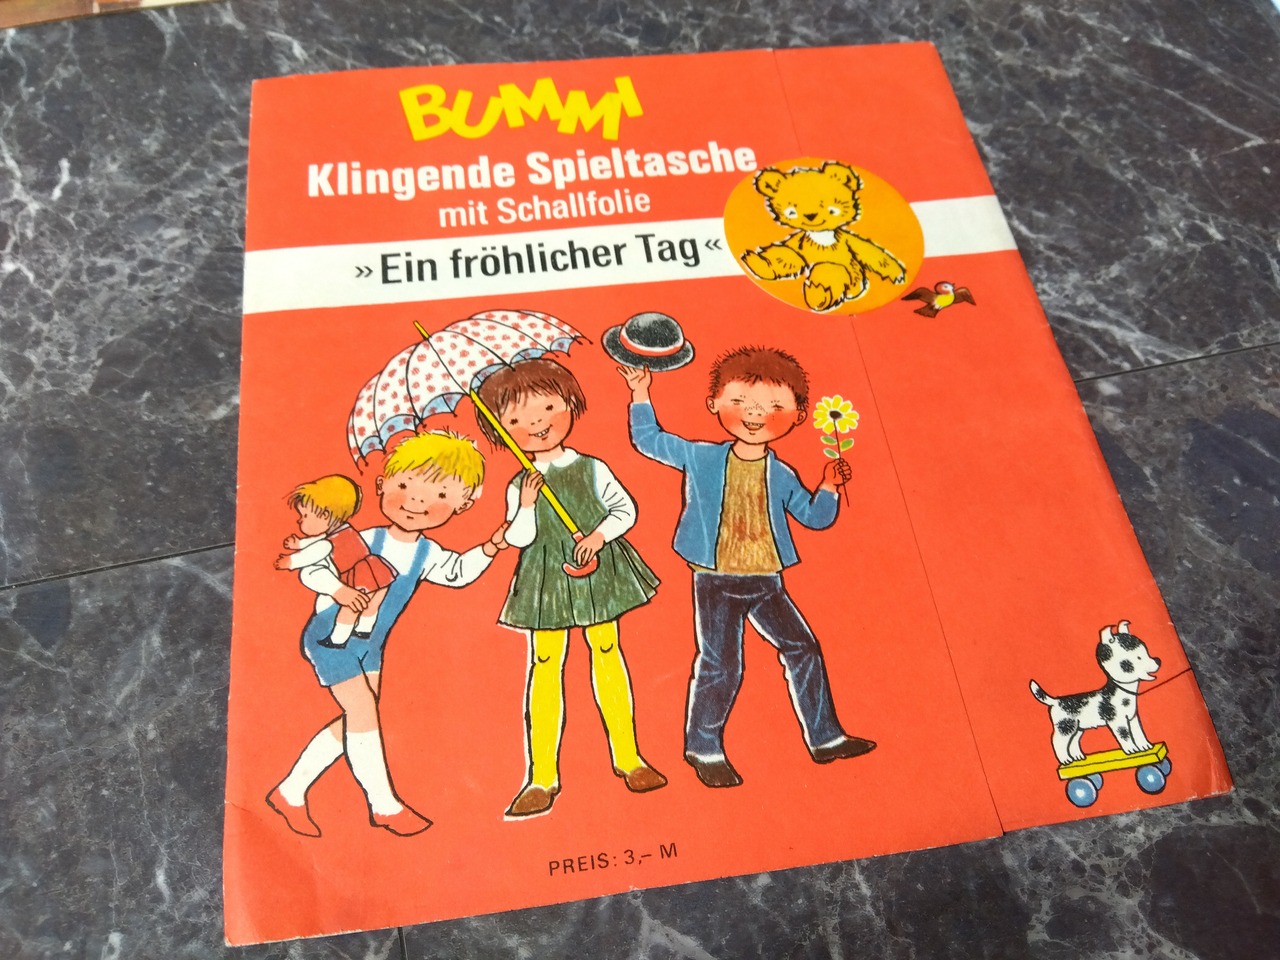 BUMMI
Klingende Spieltasche
mit Schallfolie
»Ein fröhlicher Tag«
PREIS: 3,– M